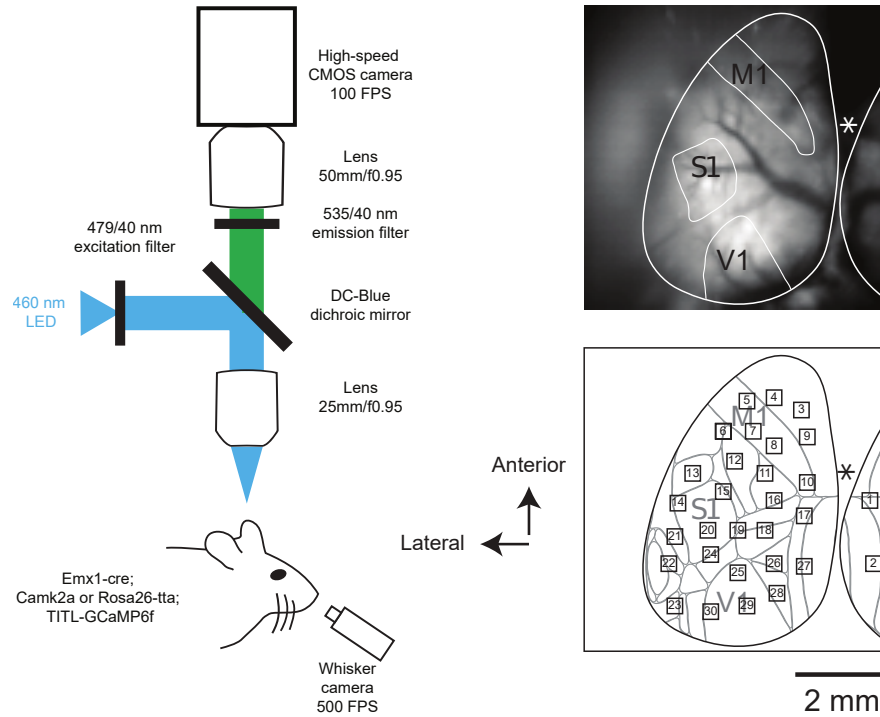 High-speed
CMOS camera
100 FPS
Lens
50mm/f0.95
479/40 nm
excitation filter
535/40 nm
emission filter
460 nm
LED
DC-Blue
dichroic mirror
Lens
25mm/f0.95
Anterior
Lateral
Emx1-cre;
Camk2a or Rosa26-tta;
TITL-GCaMP6f
Whisker
camera
500 FPS
M1
*
S1
V1
5
4
3
M1
6
7
9
8
12
*
13
11
10
15
1
14
16
S1
17
20
19
18
21
24
22
26
27
2
25
28
23
V1
30
29
2 mm